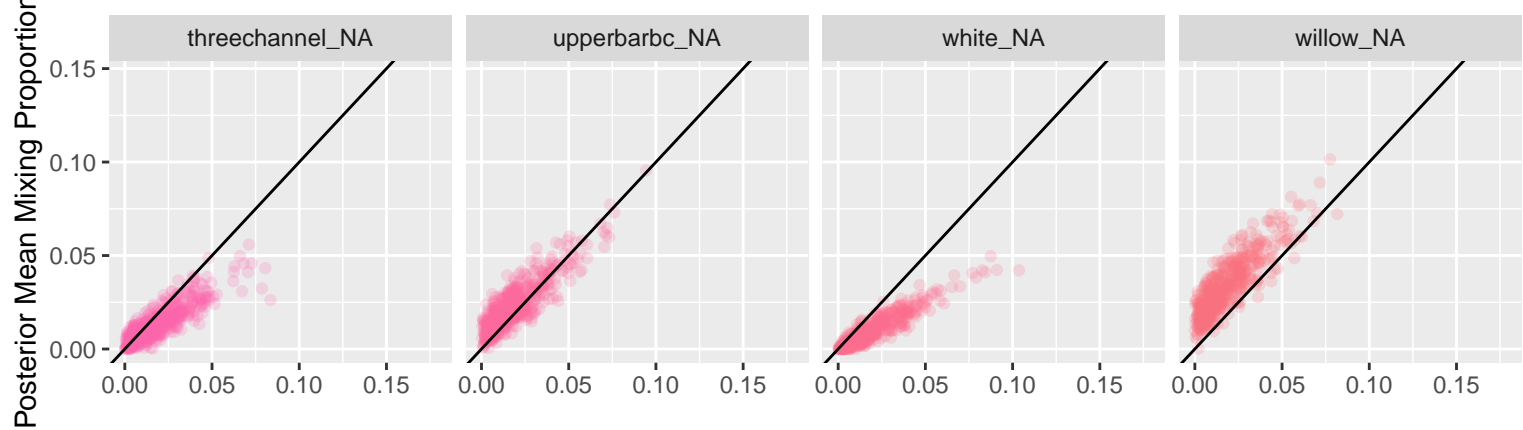 Posterior Mean Mixing Proportion
threechannel_NA upperbarbc_NA white_NA willow_NA
0.15
0.10
0.05
0.00
0.00 0.05 0.10 0.15 0.00 0.05 0.10 0.15 0.00 0.05 0.10 0.15 0.00 0.05 0.10 0.15